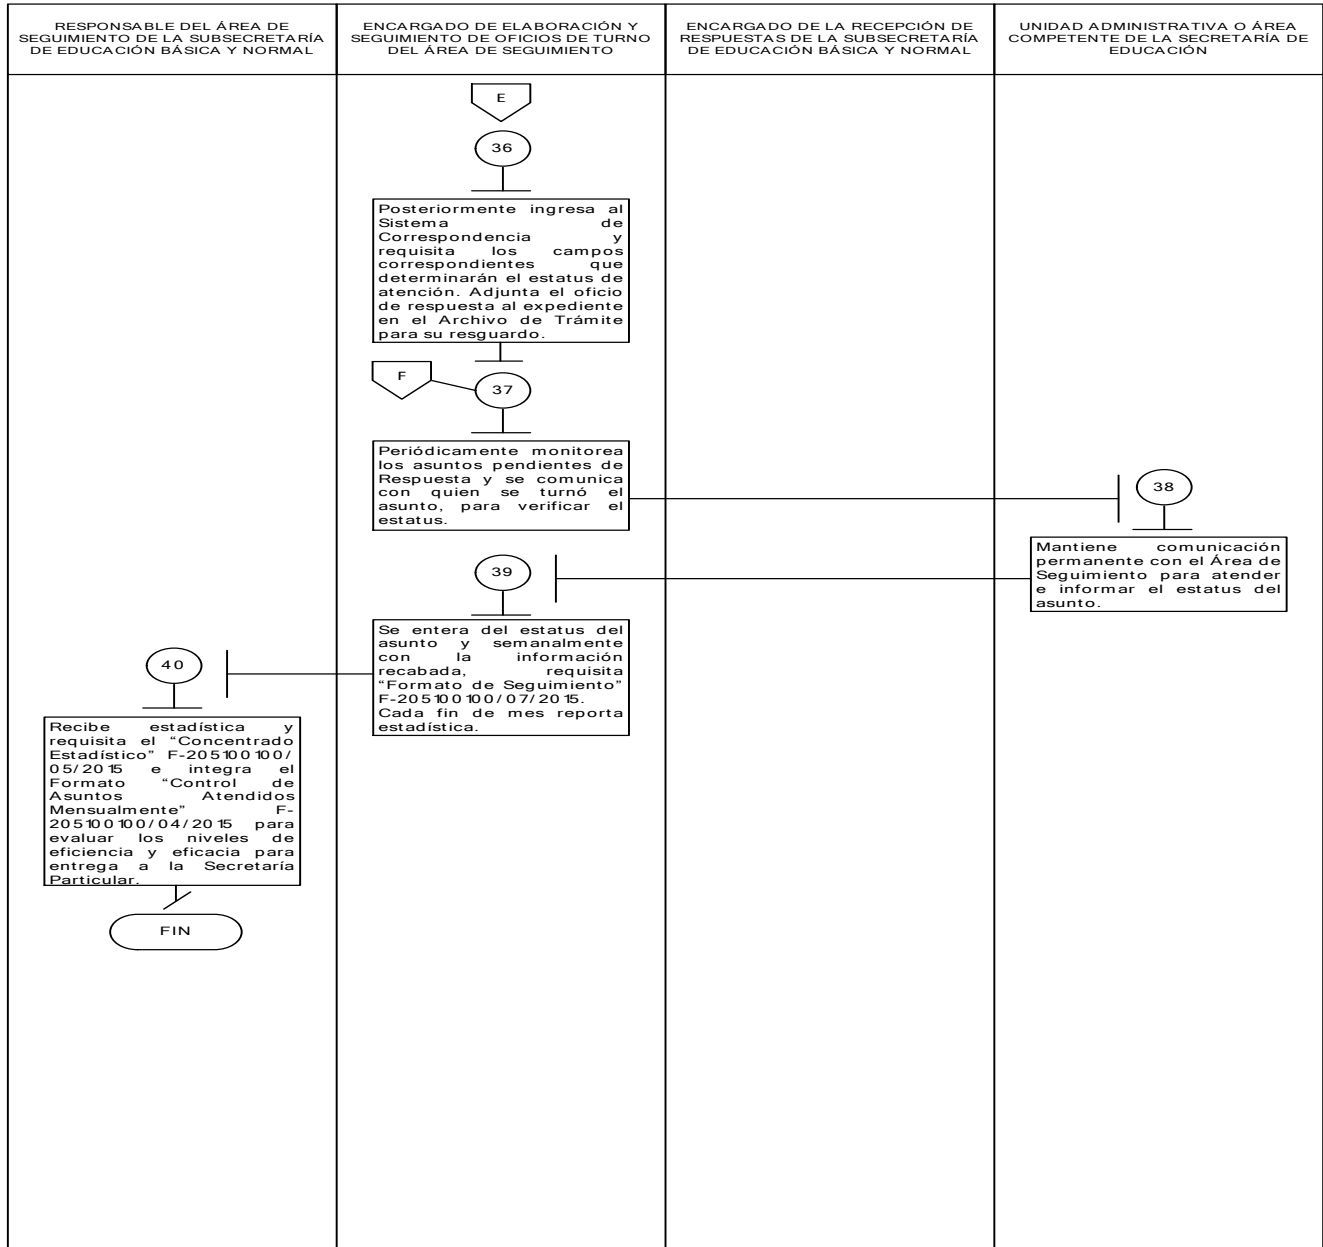 RESPONSABLE DEL ÁREA DE
SEGUIMIENTO DE LA SUBSECRETARÍA
DE EDUCACIÓN BÁSICA Y NORMAL
ENCARGADO DE ELABORACIÓN Y
SEGUIMIENTO DE OFICIOS DE TURNO
DEL ÁREA DE SEGUIMIENTO
ENCARGADO DE LA RECEPCIÓN DE
RESPUESTAS DE LA SUBSECRETARÍA
DE EDUCACIÓN BÁSICA Y NORMAL
UNIDAD ADMINISTRATIVA O ÁREA
COMPETENTE DE LA SECRETARÍA DE
EDUCACIÓN
E
36
Posteriormente ingresa al
Sistema de
Correspondencia y
requisita los campos
correspondientes que
determinarán el estatus de
atención. Adjunta el oficio
de respuesta al expediente
en el Archivo de Trámite
para su resguardo.
F
37
Periódicamente monitorea
los asuntos pendientes de
Respuesta y se comunica
con quien se turnó el
asunto, para verificar el
estatus.
38
Mantiene comunicación
permanente con el Área de
Seguimiento para atender
e informar el estatus del
asunto.
39
Se entera del estatus del
asunto y semanalmente
con la información
recabada, requisita
“Formato de Seguimiento”
F-205100100/07/2015.
Cada fin de mes reporta
estadística.
40
Recibe estadística y
requisita el “Concentrado
Estadístico” F-205100100/
05/2015 e integra el
Formato “Control de
Asuntos Atendidos
Mensualmente” F-
205100100/04/2015 para
evaluar los niveles de
eficiencia y eficacia para
entrega a la Secretaría
Particular.
FIN